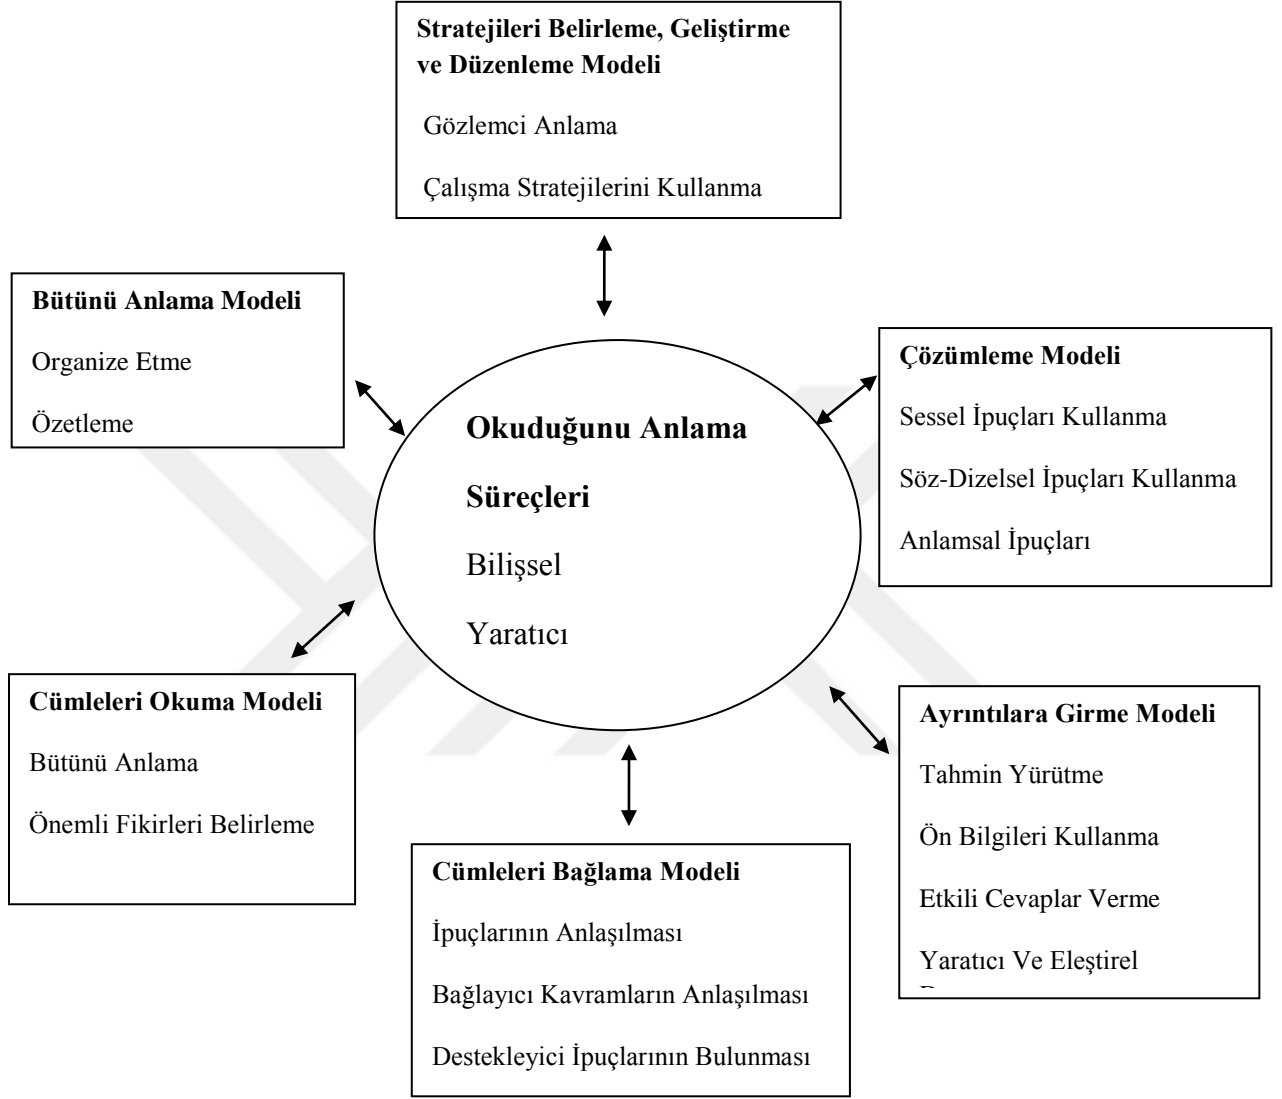 Stratejileri Belirleme, Geliştirme
ve Düzenleme Modeli
Gözlemci Anlama
Çalışma Stratejilerini Kullanma
Bütünü Anlama Modeli
Organize Etme
Özetleme
Çözümleme Modeli
Sessel İpuçları Kullanma
Söz-Dizelsel İpuçları Kullanma
Anlamsal İpuçları
Okuduğunu Anlama
Süreçleri
Bilişsel
Yaratıcı
Cümleleri Okuma Modeli
Bütünü Anlama
Önemli Fikirleri Belirleme
Ayrıntılara Girme Modeli
Tahmin Yürütme
Ön Bilgileri Kullanma
Etkili Cevaplar Verme
Yaratıcı Ve Eleştirel
Cümleleri Bağlama Modeli
İpuçlarının Anlaşılması
Bağlayıcı Kavramların Anlaşılması
Destekleyici İpuçlarının Bulunması